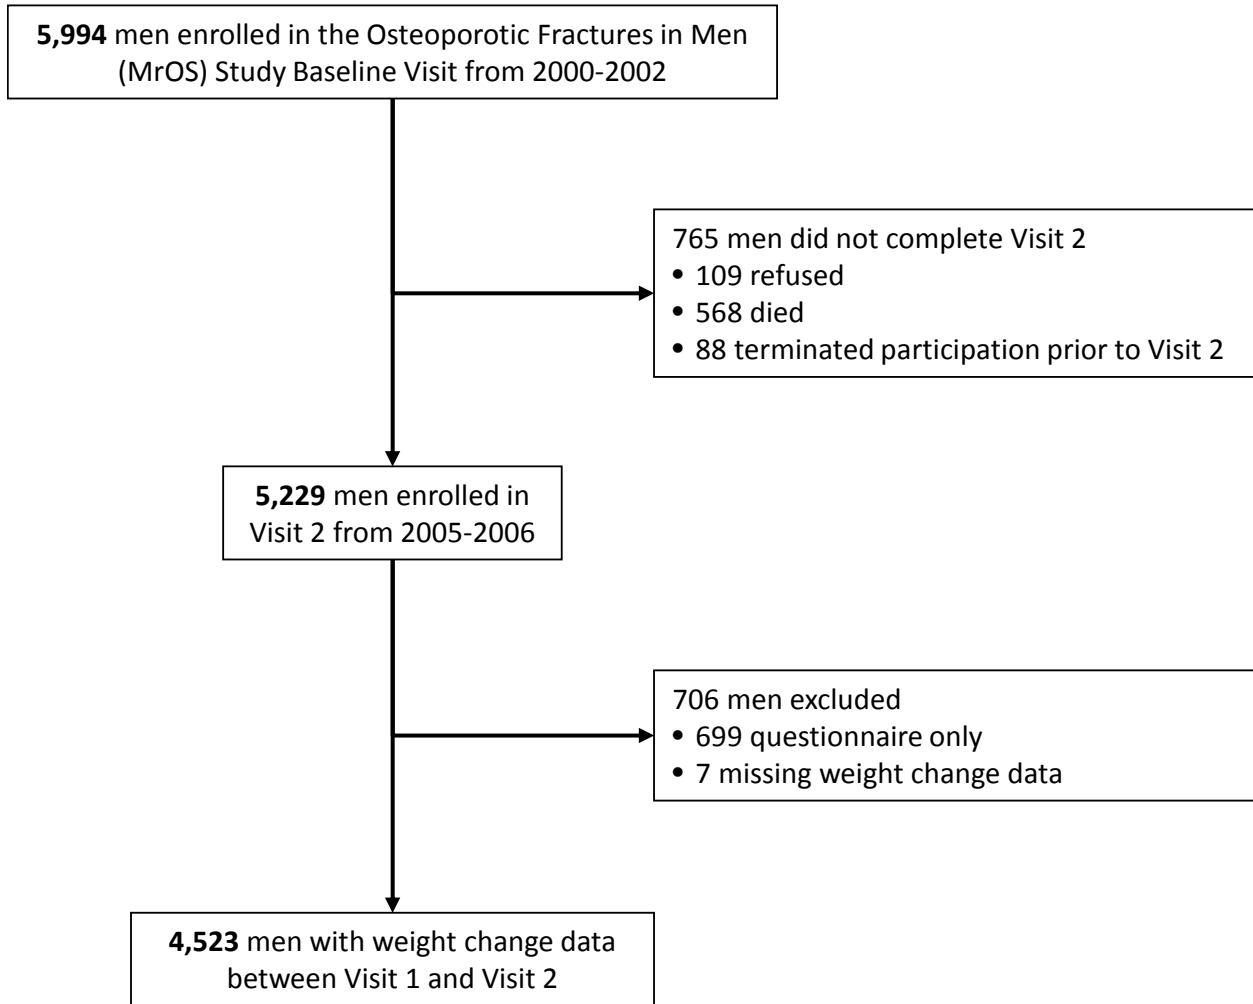 5,994 men enrolled in the Osteoporotic Fractures in Men
(MrOS) Study Baseline Visit from 2000-2002
765 men did not complete Visit 2
• 109 refused
• 568 died
• 88 terminated participation prior to Visit 2
5,229 men enrolled in
Visit 2 from 2005-2006
706 men excluded
• 699 questionnaire only
• 7 missing weight change data
4,523 men with weight change data
between Visit 1 and Visit 2